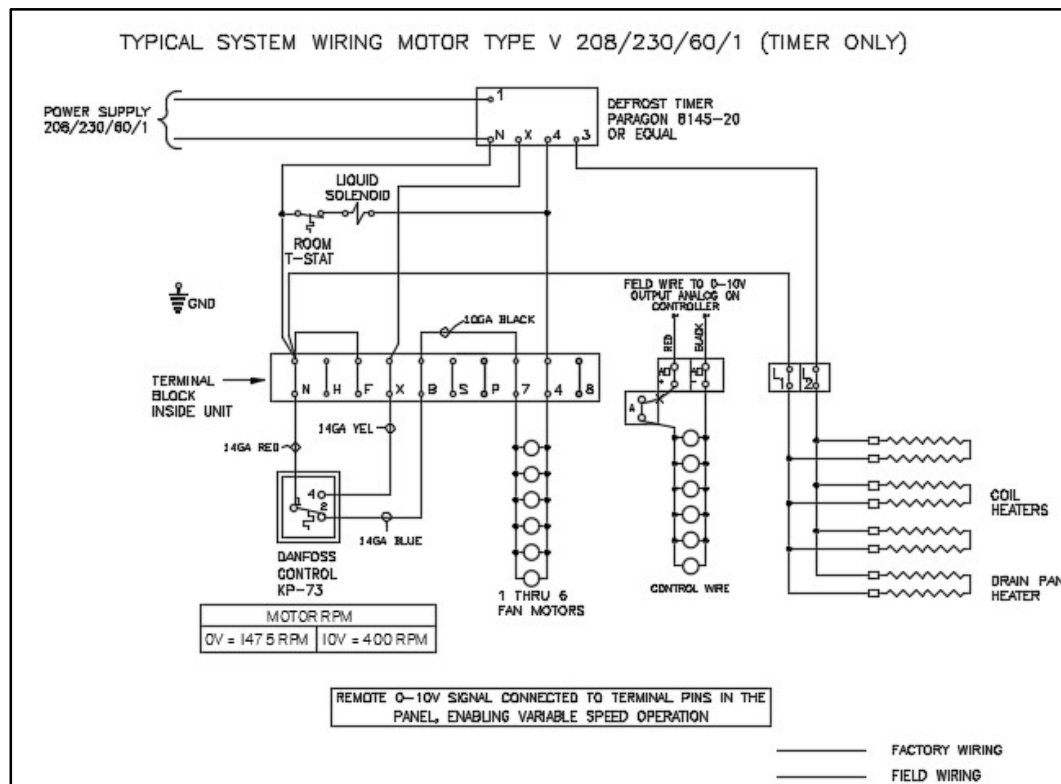 TYPICAL SYSTEM WIRING MOTOR TYPE V 208/230/60/1 (TIMER ONLY)
POWER SUPPLY
208/230/60/1
1
N X 4 3
DEFROST TIMER
PARAGON 8145-20
OR EQUAL
LIQUID
SOLENOID
ROOM
T-STAT
GND
FIELD WIRE TO 0-10V
OUTPUT ANALOG ON
CONTROLLER
RED
BLACK
10GA BLACK
TERMINAL
BLOCK
INSIDE UNIT
N H F X B S P 7 4 8
AO
+
AO
-
A
L1
L2
14GA YEL
14GA RED
4
1
2
14GA BLUE
DANFOSS
CONTROL
KP-73
1 THRU 6
FAN MOTORS
CONTROL WIRE
COIL
HEATERS
DRAIN PAN
HEATER
MOTOR RPM
0V = 1475 RPM
10V = 400 RPM
REMOTE 0-10V SIGNAL CONNECTED TO TERMINAL PINS IN THE
PANEL, ENABLING VARIABLE SPEED OPERATION
FACTORY WIRING
FIELD WIRING